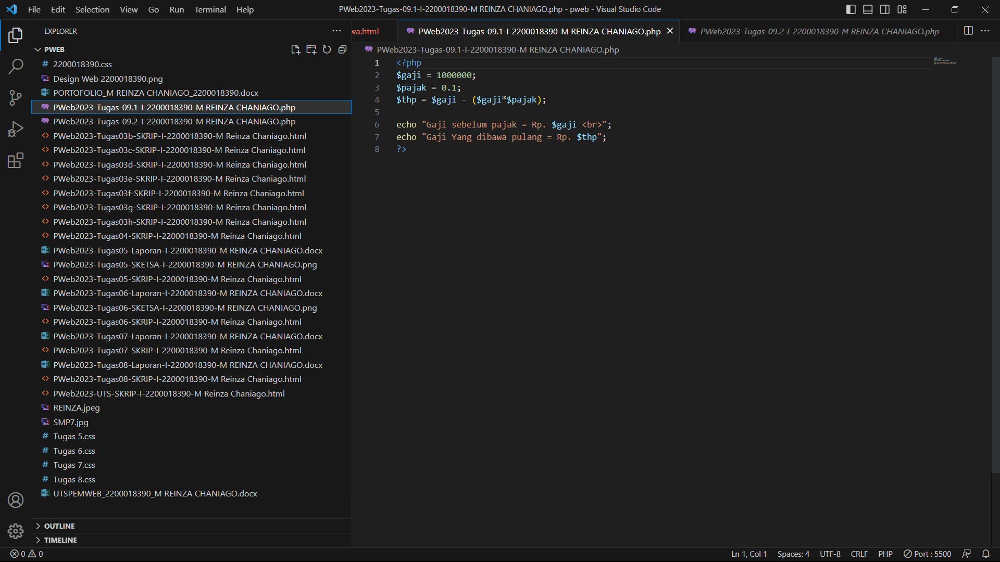 File Edit Selection View Go Run Terminal Help
PWeb2023-Tugas-09.1-I-2200018390-M REINZA CHANIAGO.php - pweb - Visual Studio Code
EXPLORER
wa.html
PWeb2023-Tugas-09.1-I-2200018390-M REINZA CHANIAGO.php
PWeb2023-Tugas-09.2-I-2200018390-M REINZA CHANIAGO.php
PWEB
2200018390.css
Design Web 2200018390.png
PORTOFOLIO_M REINZA CHANIAGO_2200018390.docx
PWeb2023-Tugas-09.1-I-2200018390-M REINZA CHANIAGO.php
PWeb2023-Tugas-09.2-I-2200018390-M REINZA CHANIAGO.php
PWeb2023-Tugas03b-SKRIP-I-2200018390-M Reinza Chaniago.html
PWeb2023-Tugas03c-SKRIP-I-2200018390-M Reinza Chaniago.html
PWeb2023-Tugas03d-SKRIP-I-2200018390-M Reinza Chaniago.html
PWeb2023-Tugas03e-SKRIP-I-2200018390-M Reinza Chaniago.html
PWeb2023-Tugas03f-SKRIP-I-2200018390-M Reinza Chaniago.html
PWeb2023-Tugas03g-SKRIP-I-2200018390-M Reinza Chaniago.html
PWeb2023-Tugas03h-SKRIP-I-2200018390-M Reinza Chaniago.html
PWeb2023-Tugas04-SKRIP-I-2200018390-M Reinza Chaniago.html
PWeb2023-Tugas05-Laporan-I-2200018390-M REINZA CHANIAGO.docx
PWeb2023-Tugas05-SKETSA-I-2200018390-M REINZA CHANIAGO.png
PWeb2023-Tugas05-SKRIP-I-2200018390-M Reinza Chaniago.html
PWeb2023-Tugas06-Laporan-I-2200018390-M REINZA CHANIAGO.docx
PWeb2023-Tugas06-SKETSA-I-2200018390-M REINZA CHANIAGO.png
PWeb2023-Tugas06-SKRIP-I-2200018390-M Reinza Chaniago.html
PWeb2023-Tugas07-Laporan-I-2200018390-M REINZA CHANIAGO.docx
PWeb2023-Tugas07-SKRIP-I-2200018390-M Reinza Chaniago.html
PWeb2023-Tugas08-Laporan-I-2200018390-M REINZA CHANIAGO.docx
PWeb2023-Tugas08-SKRIP-I-2200018390-M Reinza Chaniago.html
PWeb2023-UTS-SKRIP-I-2200018390-M Reinza Chaniago.html
REINZA.jpeg
SMP7.jpg
Tugas 5.css
Tugas 6.css
Tugas 7.css
Tugas 8.css
UTSPEMWEB_2200018390_M REINZA CHANIAGO.docx
OUTLINE
TIMELINE
PWeb2023-Tugas-09.1-I-2200018390-M REINZA CHANIAGO.php
1 <?php
2 $gaji = 1000000;
3 $pajak = 0.1;
4 $thp = $gaji - ($gaji*$pajak);
5
6 echo "Gaji sebelum pajak = Rp. $gaji <br>";
7 echo "Gaji Yang dibawa pulang = Rp. $thp";
8 ?>
0 0
Ln 1, Col 1 Spaces: 4 UTF-8 CRLF PHP Port : 5500